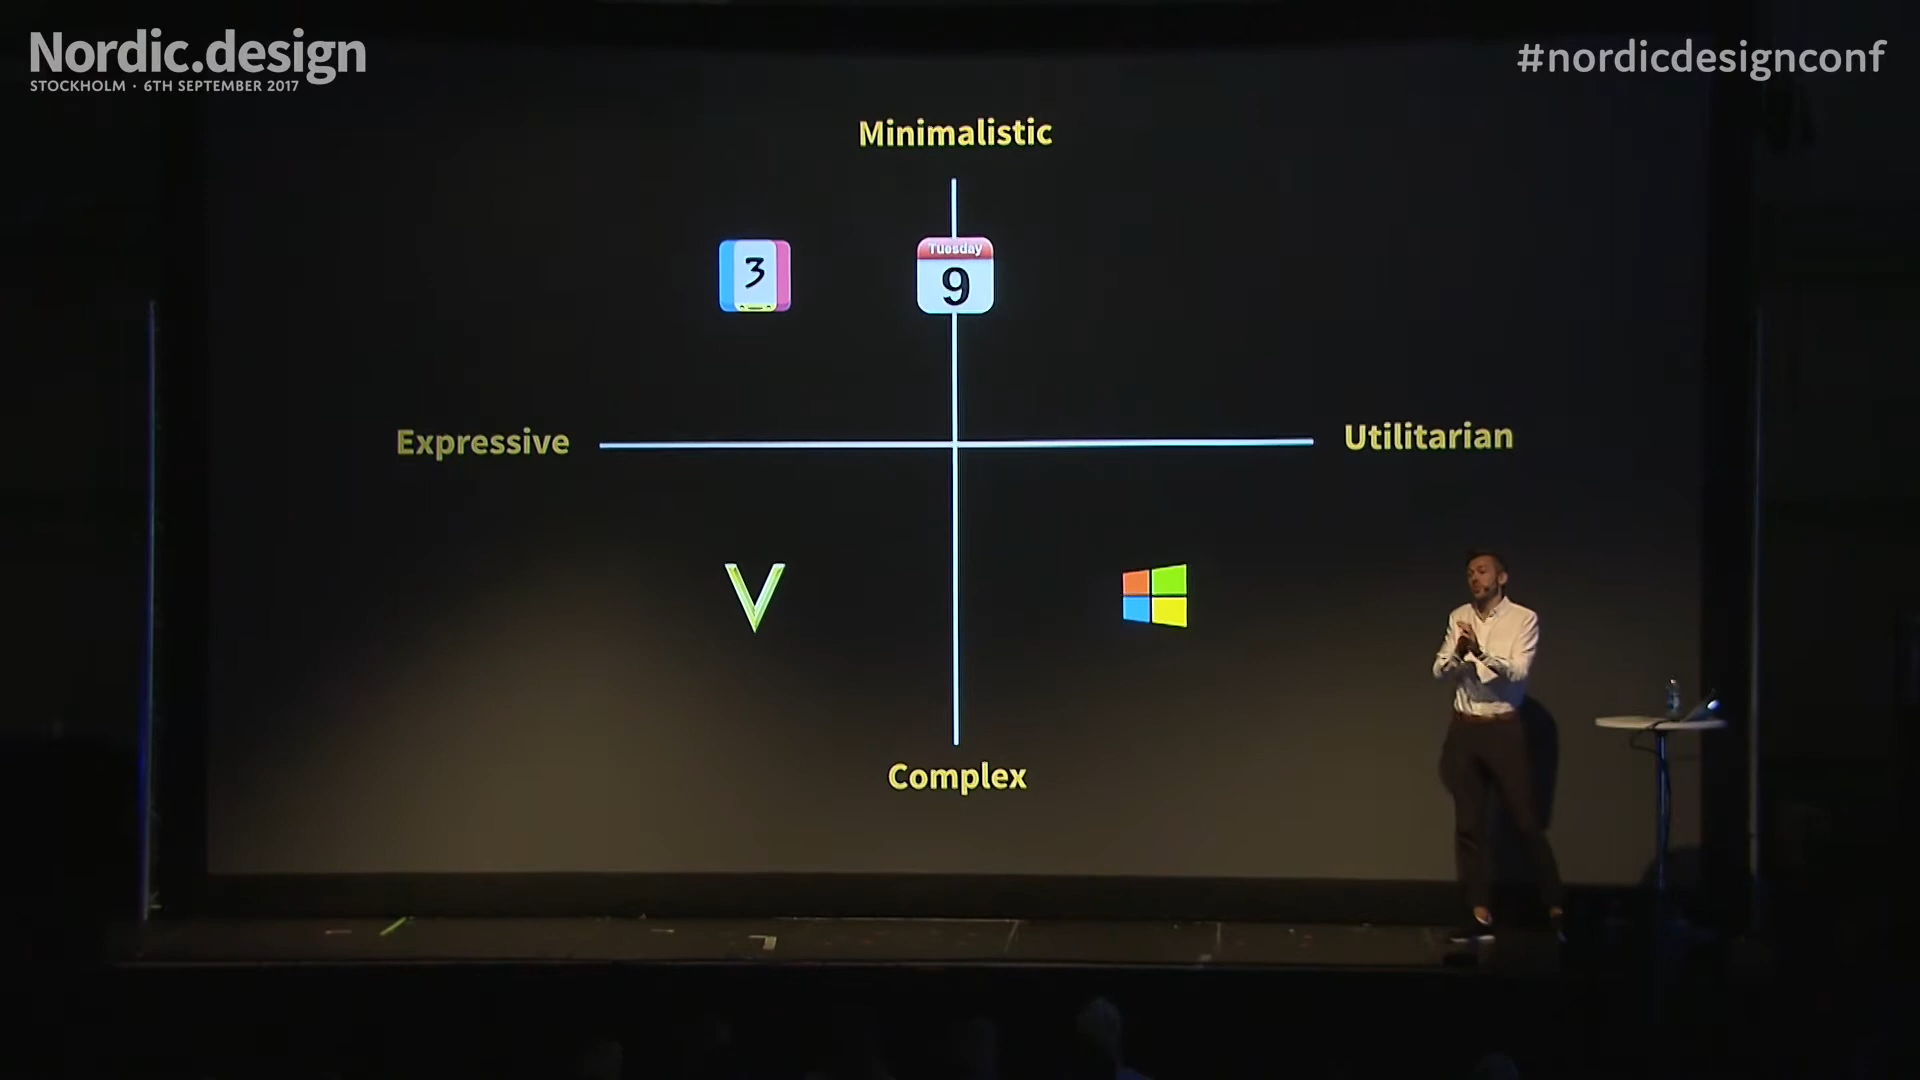 Nordic.design
STOCKHOLM · 6TH SEPTEMBER 2017
#nordicdesignconf
Minimalistic
3
Tuesday
9
Expressive
Utilitarian
V
Complex